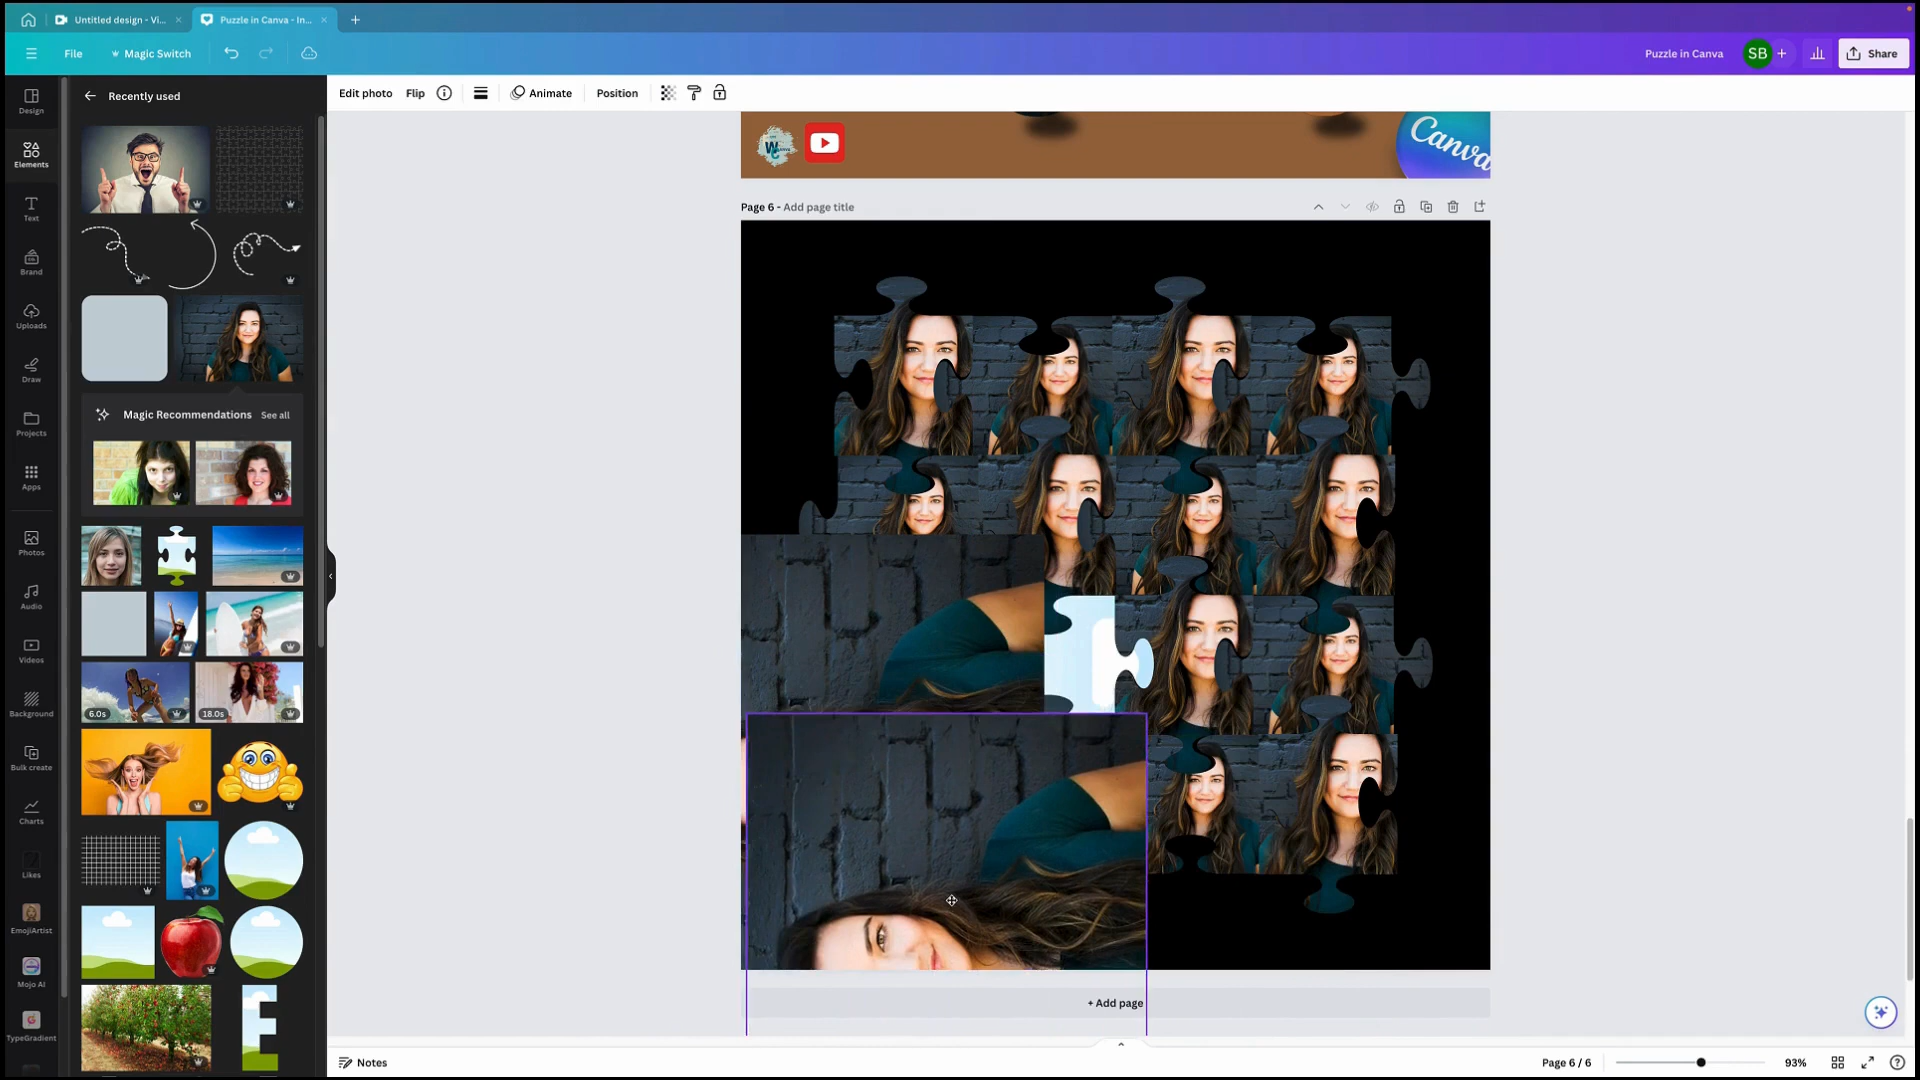 Untitled design - Vi...
Puzzle in Canva - In...
File
Magic Switch
Puzzle in Canva
SB
Share
Design
Elements
Text
Brand
Uploads
Draw
Projects
Apps
Photos
Audio
Videos
Background
Bulk create
Charts
Likes
EmojiArtist
Mojo AI
TypeGradient
Recently used
Magic Recommendations
See all
6.0s
18.0s
Edit photo
Flip
Animate
Position
Canva
Page 6 - Add page title
+ Add page
Notes
Page 6 / 6
93%